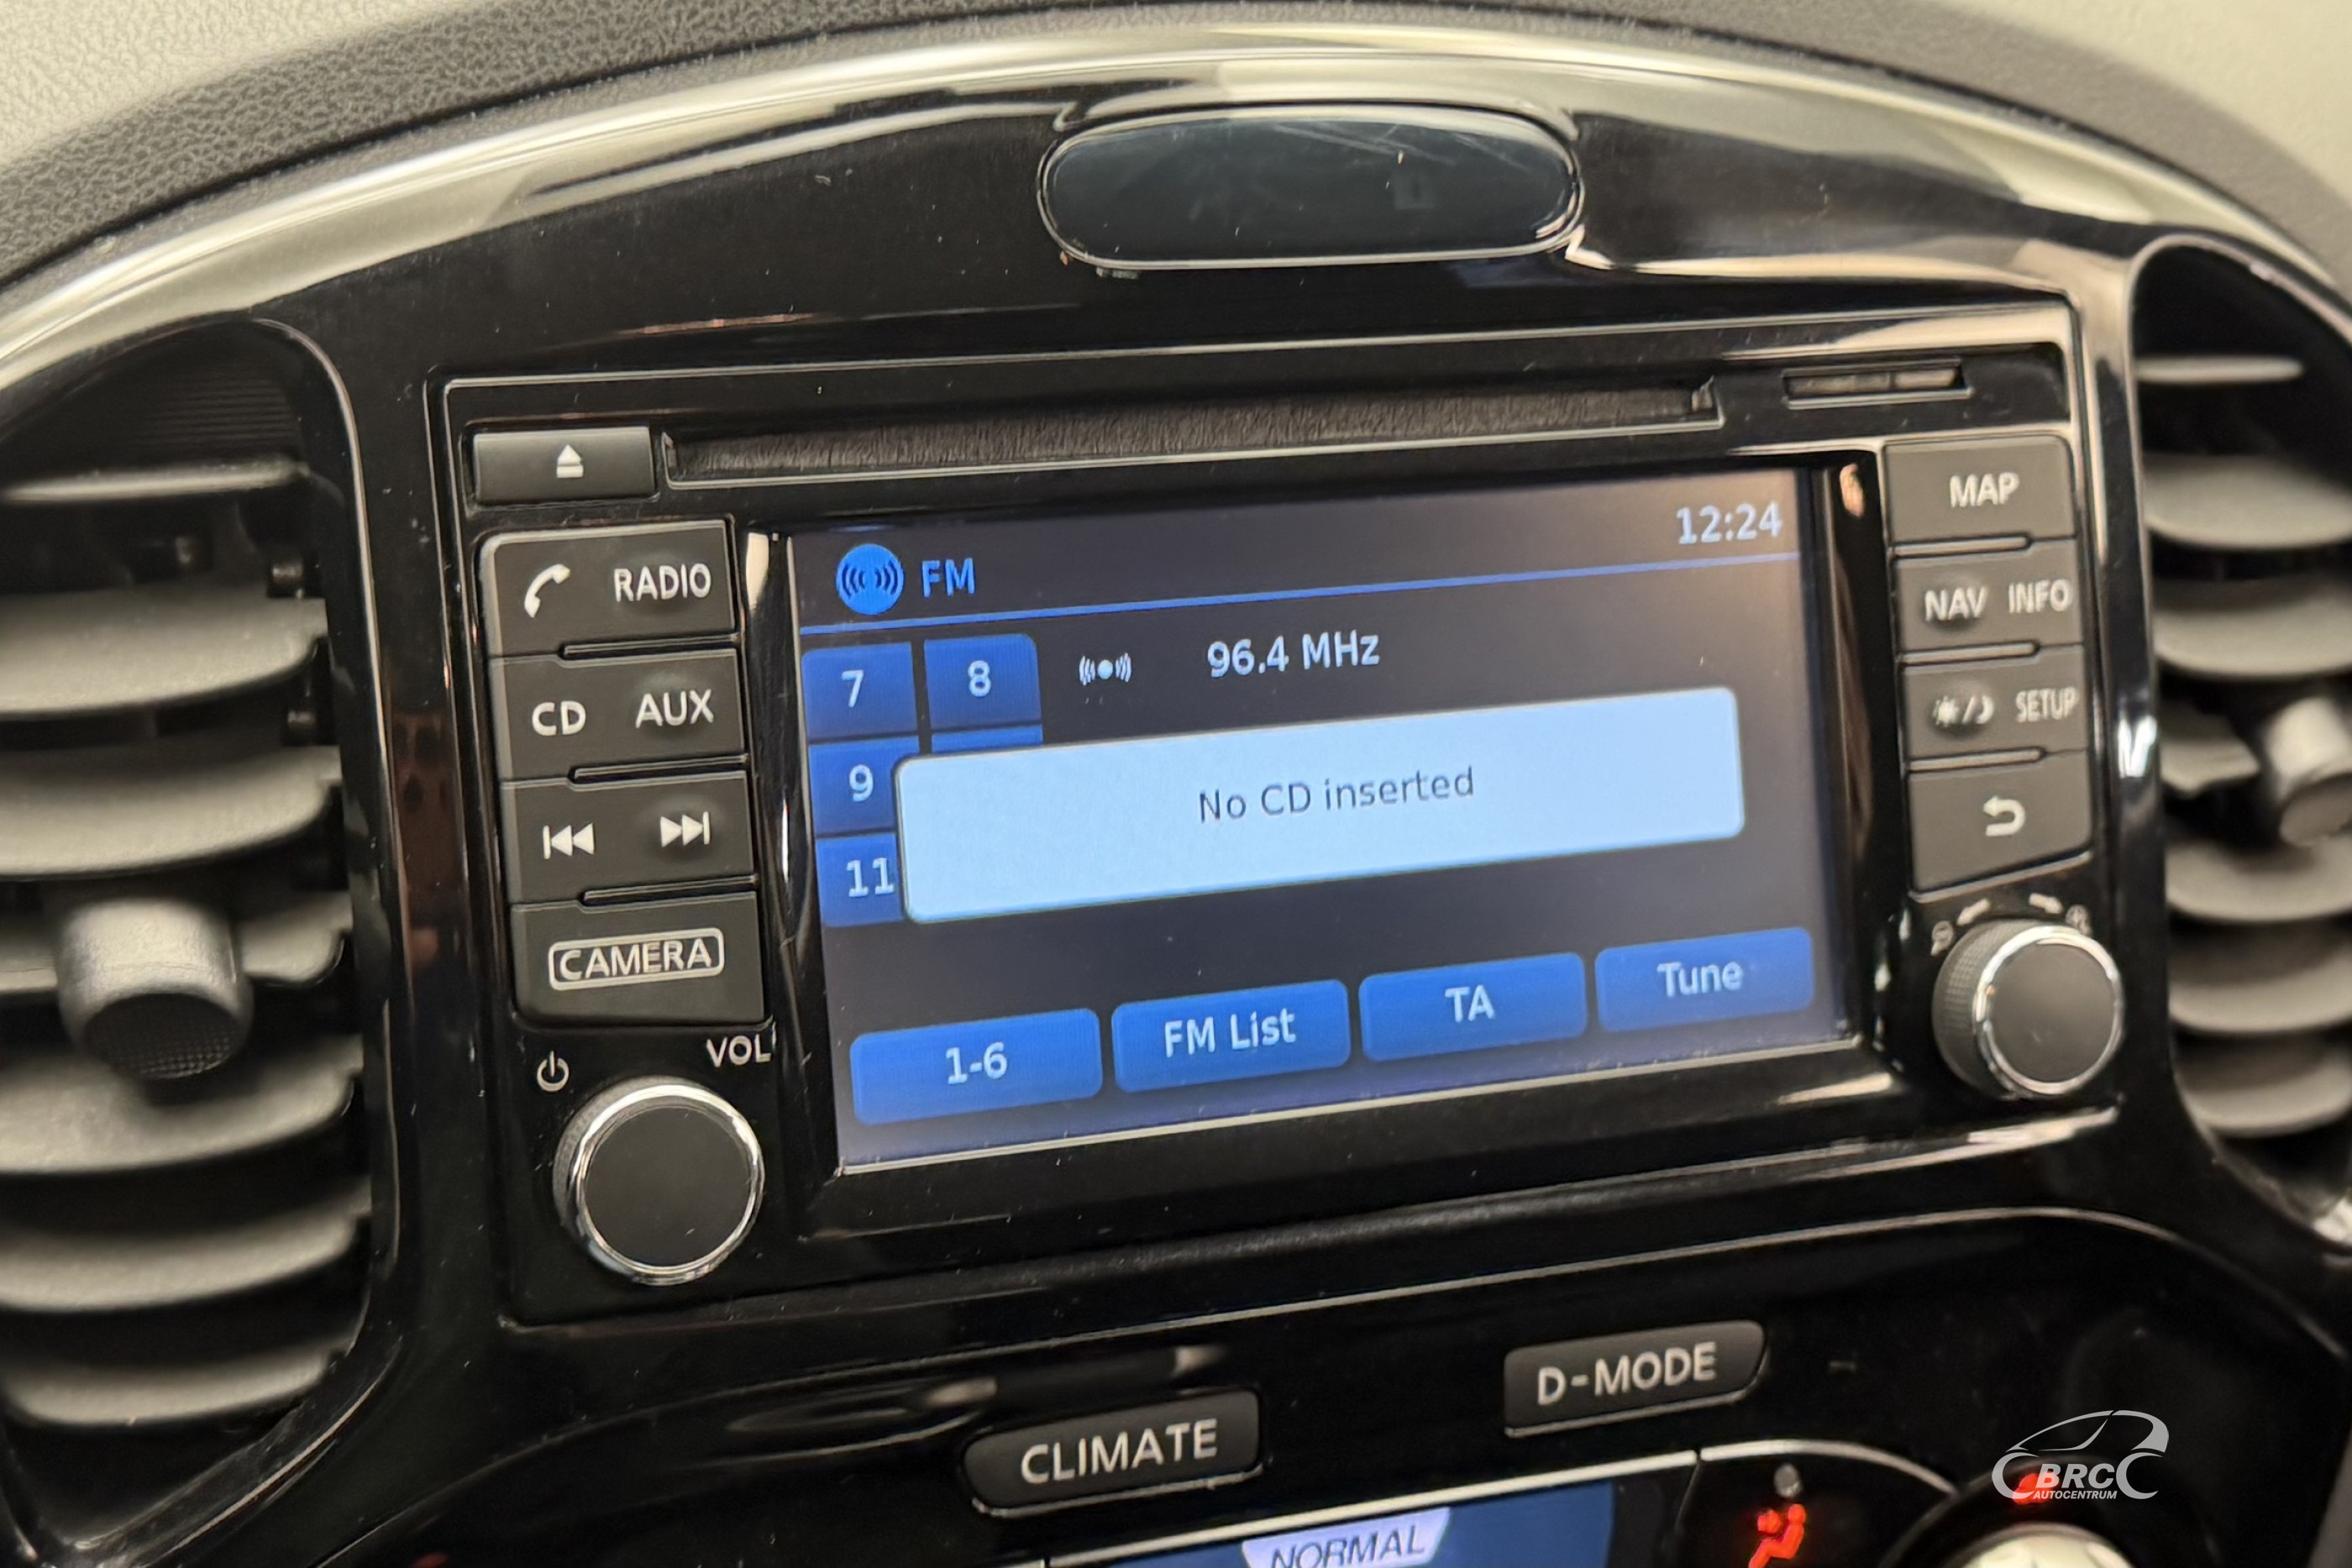 MAP
12:24
FM
RADIO
NAV INFO
7 8 96.4 MHz
CD AUX
SETUP
9 No CD inserted
11
CAMERA
1-6 FM List TA Tune
VOL
D-MODE
CLIMATE
NORMAL
BRC
AUTOCENTRUM